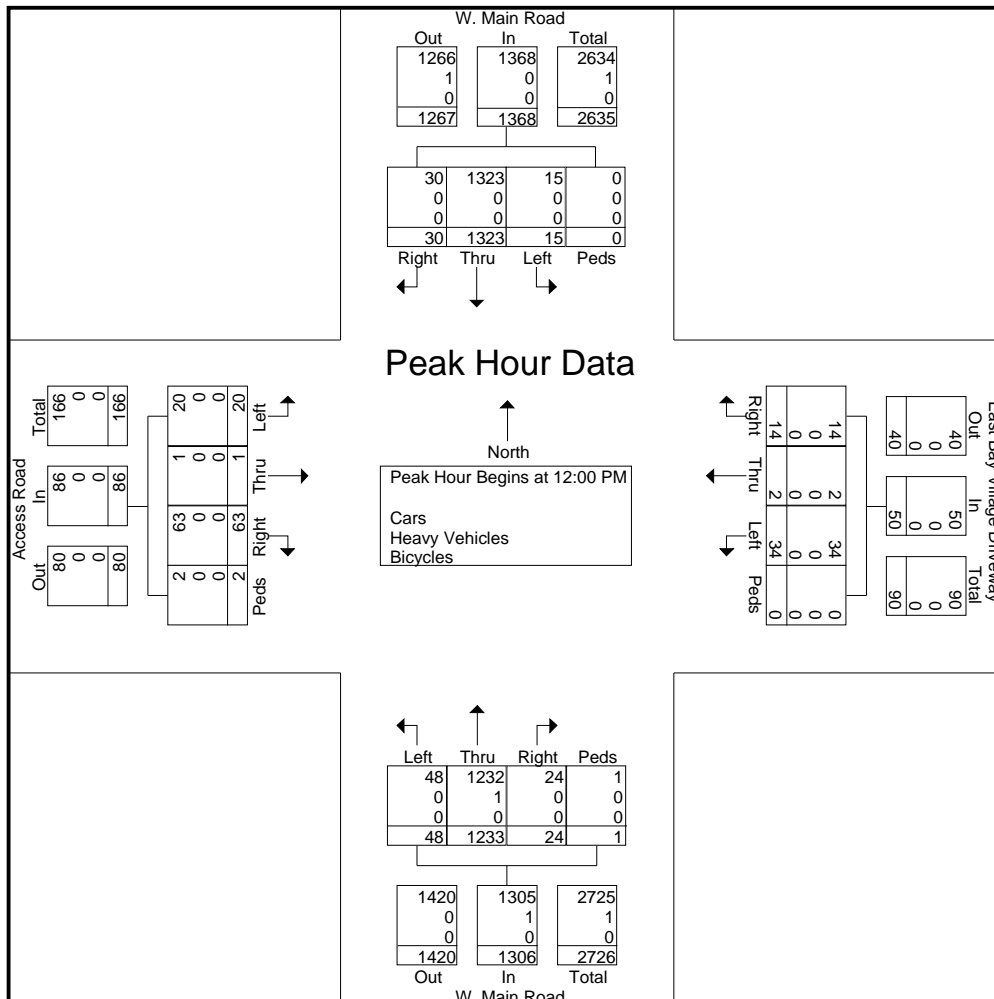 W. Main Road
Out In Total
1266 1368 2634
1 0 1
0 0 0
1267 1368 2635
30 1323 15 0
0 0 0 0
0 0 0 0
30 1323 15 0
Right Thru Left Peds
Peak Hour Data
North
Peak Hour Begins at 12:00 PM
Cars
Heavy Vehicles
Bicycles
Access Road
Out In Total
80 86 166
0 0 0
0 0 0
80 86 166
2 63 1 20
0 0 0 0
0 0 0 0
2 63 1 20
Peds Right Thru Left
East Bay Village Driveway
Out In Total
40 50 90
0 0 0
0 0 0
40 50 90
14 2 34 0
0 0 0 0
0 0 0 0
14 2 34 0
Right Thru Left Peds
Left Thru Right Peds
48 1232 24 1
0 1 0 0
0 0 0 0
48 1233 24 1
1420 1305 2725
0 1 1
0 0 0
1420 1306 2726
Out In Total
W. Main Road